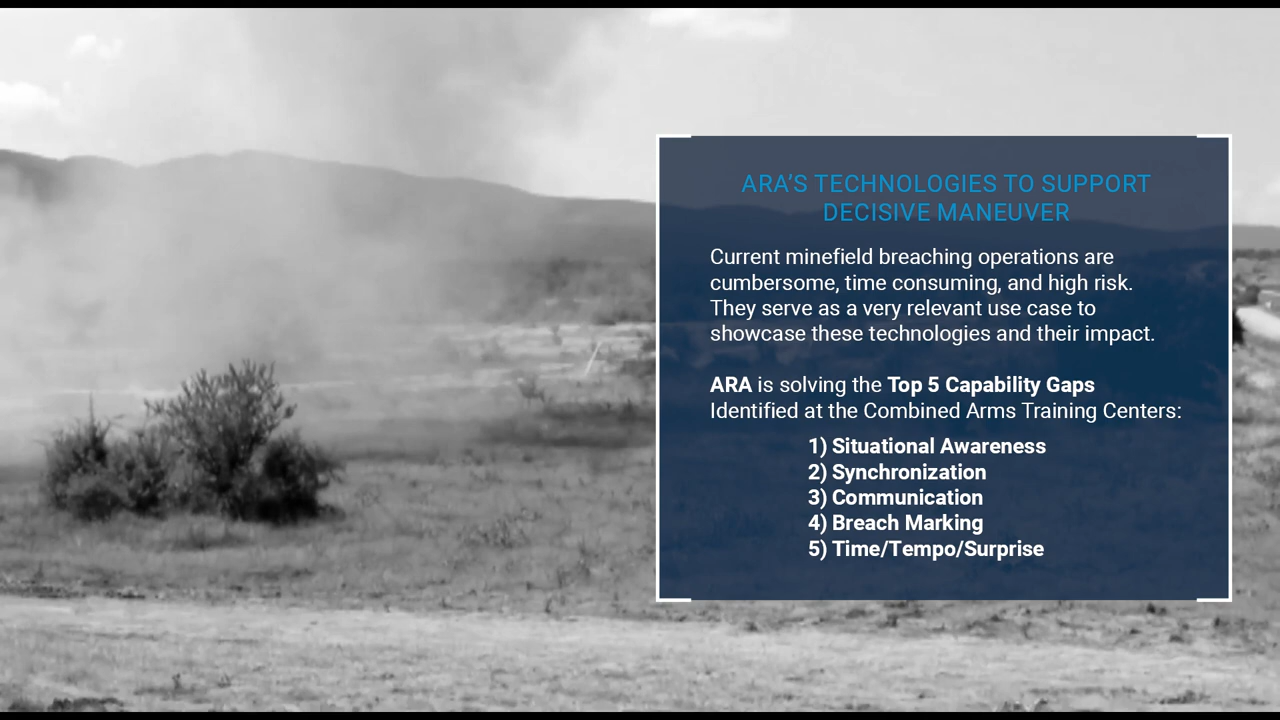 ARA’S TECHNOLOGIES TO SUPPORT
DECISIVE MANEUVER
Current minefield breaching operations are
cumbersome, time consuming, and high risk.
They serve as a very relevant use case to
showcase these technologies and their impact.
ARA is solving the Top 5 Capability Gaps
Identified at the Combined Arms Training Centers:
1) Situational Awareness
2) Synchronization
3) Communication
4) Breach Marking
5) Time/Tempo/Surprise